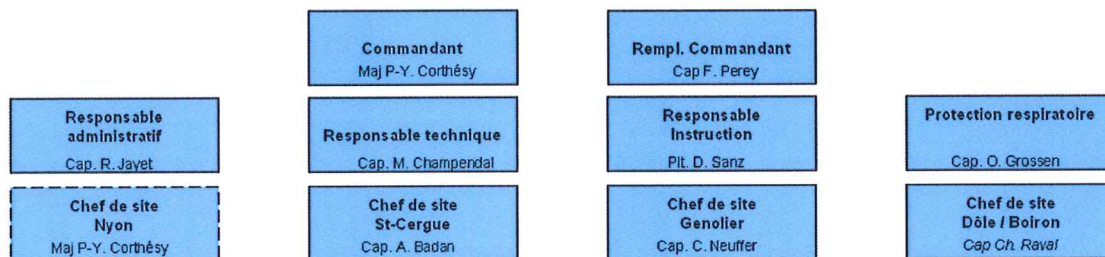 Commandant
Maj P-Y. Corthésy
Rempl. Commandant
Cap F. Perey
Responsable
administratif
Cap. R. Jayet
Responsable technique
Cap. M. Champendal
Responsable
Instruction
Plt. D. Sanz
Protection respiratoire
Cap. O. Grossen
Chef de site
Nyon
Maj P-Y. Corthésy
Chef de site
St-Cergue
Cap. A. Badan
Chef de site
Genolier
Cap. C. Neuffer
Chef de site
Dôle / Boiron
Cap Ch. Raval